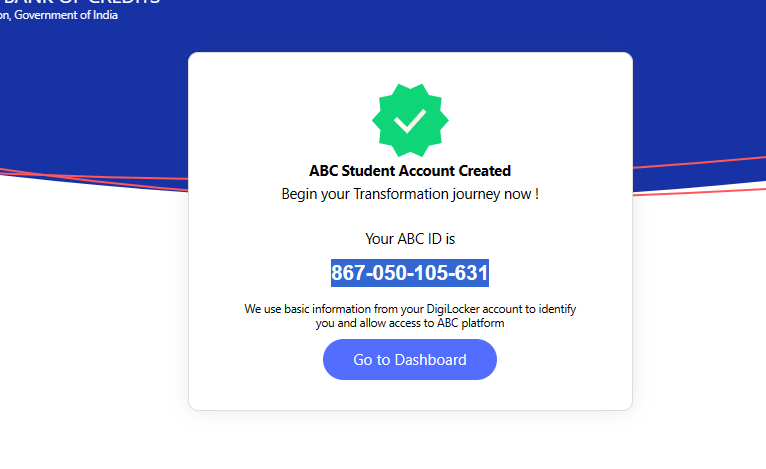 BANK OF CREDITS
on, Government of India
ABC Student Account Created
Begin your Transformation journey now !
Your ABC ID is
867-050-105-631
We use basic information from your DigiLocker account to identify
you and allow access to ABC platform
Go to Dashboard